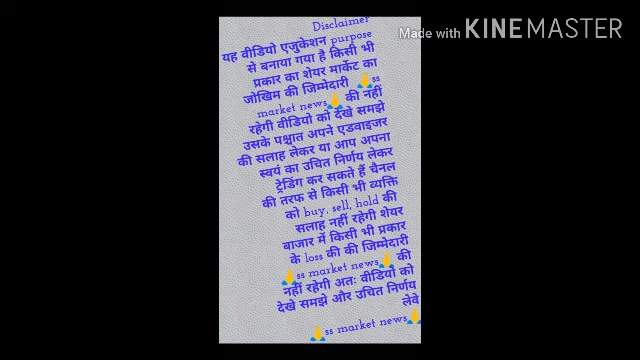 Made with KINEMASTER
Disclaimer
यह वीडियो एजुकेशन purpose
से बनाया गया है किसी भी
प्रकार का शेयर मार्केट का
जोखिम की जिम्मेदारी 🙏ss
market news🙏 की नहीं
रहेगी वीडियो को देखे समझे
उसके पश्चात अपने एडवाइजर
की सलाह लेकर या आप अपना
स्वयं का उचित निर्णय लेकर
ट्रेडिंग कर सकते हैं चैनल
की तरफ से किसी भी व्यक्ति
को buy, sell, hold की
सलाह नहीं रहेगी शेयर
बाजार में किसी भी प्रकार
के loss की की जिम्मेदारी
🙏ss market news🙏 की
नहीं रहेगी अतः वीडियो को
देखे समझे और उचित निर्णय
लेवे
🙏ss market news🙏